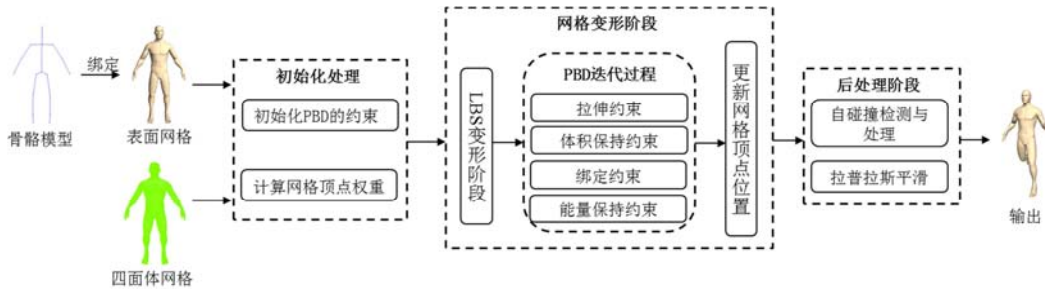 骨骼模型
绑定
表面网格
四面体网格
初始化处理
初始化PBD的约束
计算网格顶点权重
网格变形阶段
LBS变形阶段
PBD迭代过程
拉伸约束
体积保持约束
绑定约束
能量保持约束
更新网格顶点位置
后处理阶段
自碰撞检测与
处理
拉普拉斯平滑
输出